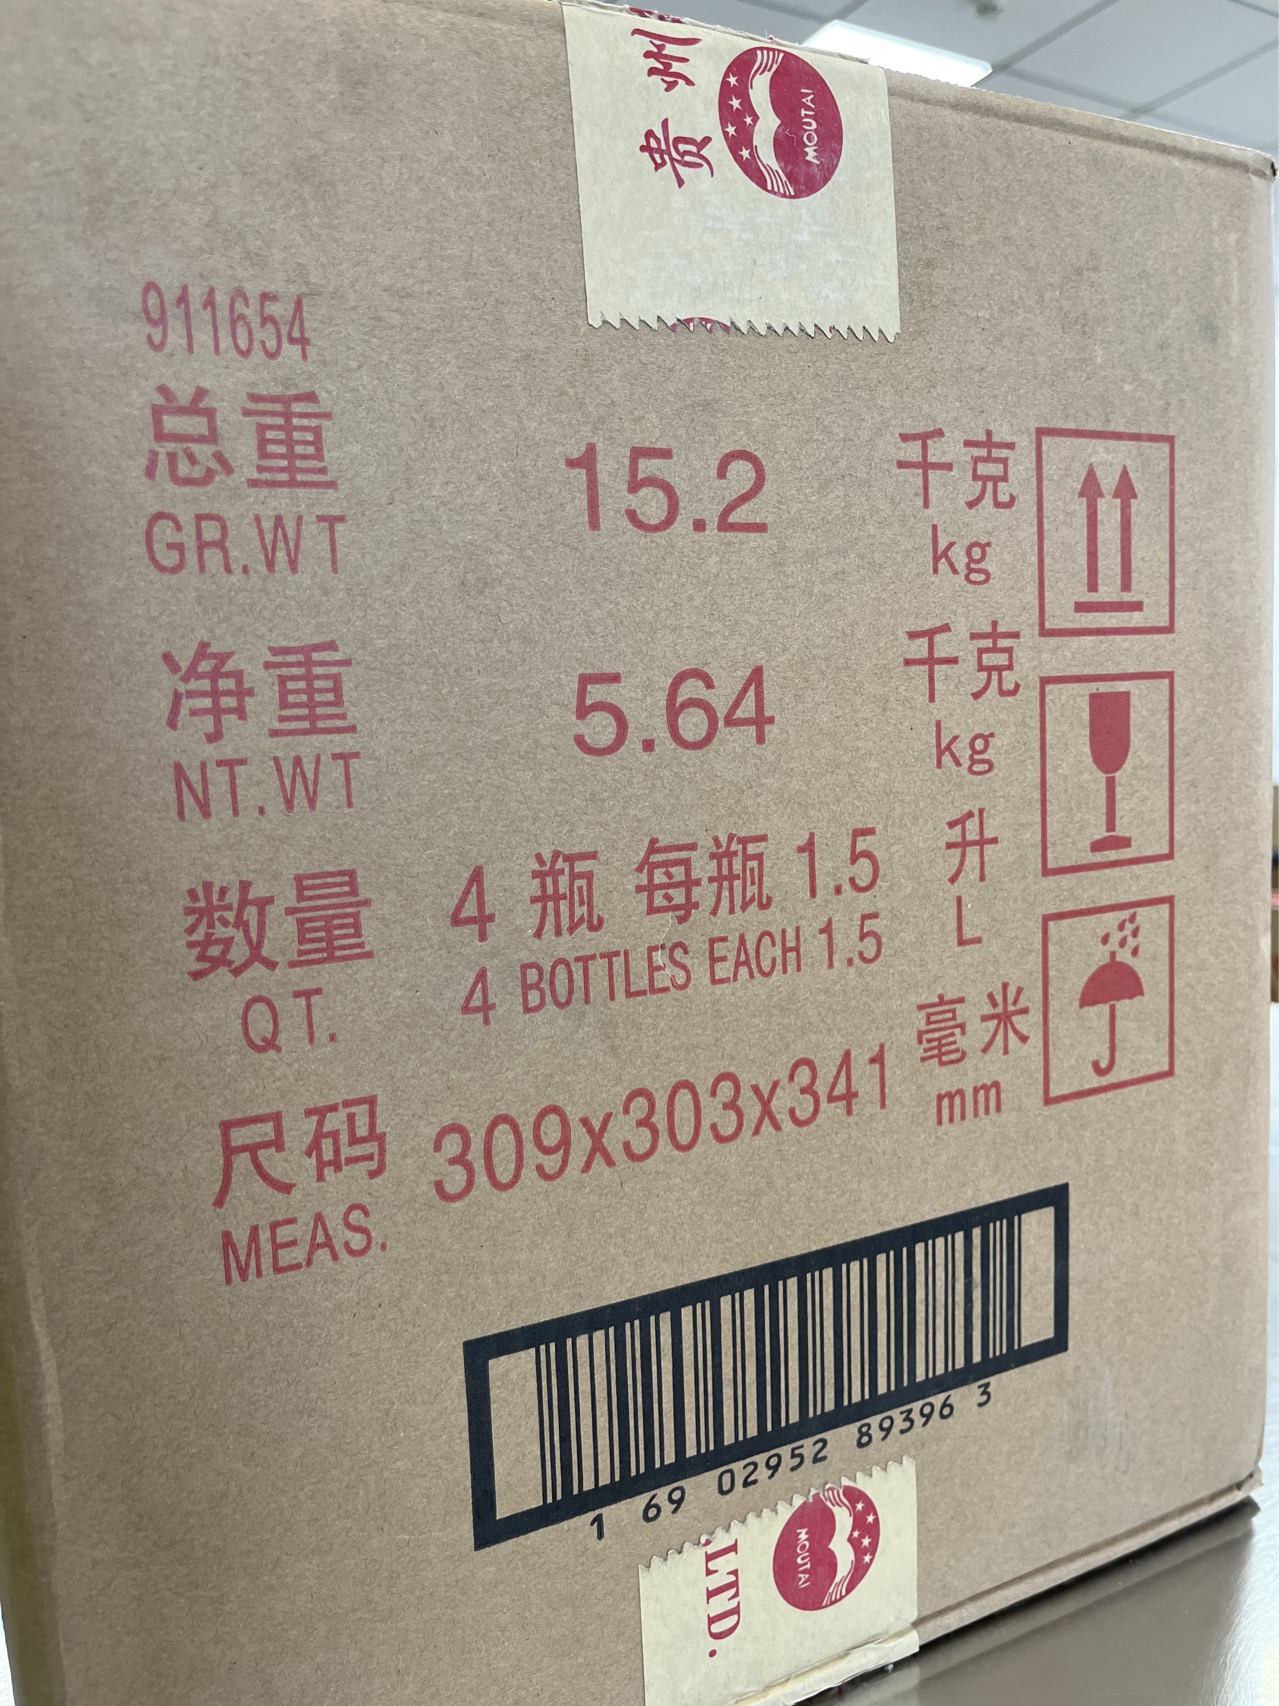 贵州
MOUTAI
911654
总重 15.2 千克
GR.WT kg
净重 5.64 千克
NT.WT kg
数量 4 瓶 每瓶 1.5 升
QT. 4 BOTTLES EACH 1.5 L
尺码 309x303x341 毫米
MEAS. mm
1 69 02952 89396 3
MOUTAI
.LTD.